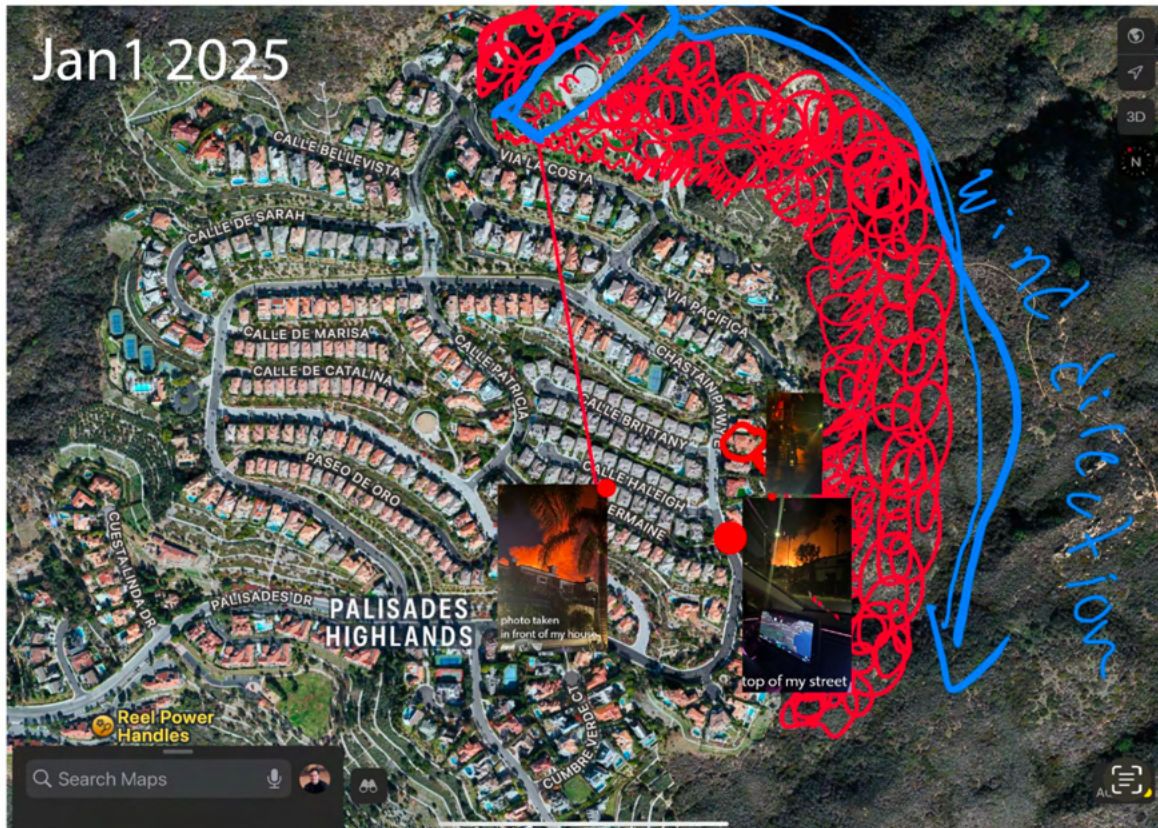 Jan1 2025
Jan 1st
3D
N
CALLE BELLEVISTA
VIA LA COSTA
CALLE DE SARAH
wind direction
VIA PACIFICA
CALLE DE MARISA
CALLE PATRICIA
CHASTAIN PKWY E
CALLE DE CATALINA
CALLE BRITTANY
PASEO DE ORO
CALLE HALEIGH
ERMAINE
CUESTALINDA DR
PALISADES DR
PALISADES
HIGHLANDS
photo taken
in front of my house
top of my street
CUMBRE VERDE CT
Reel Power
Handles
Search Maps